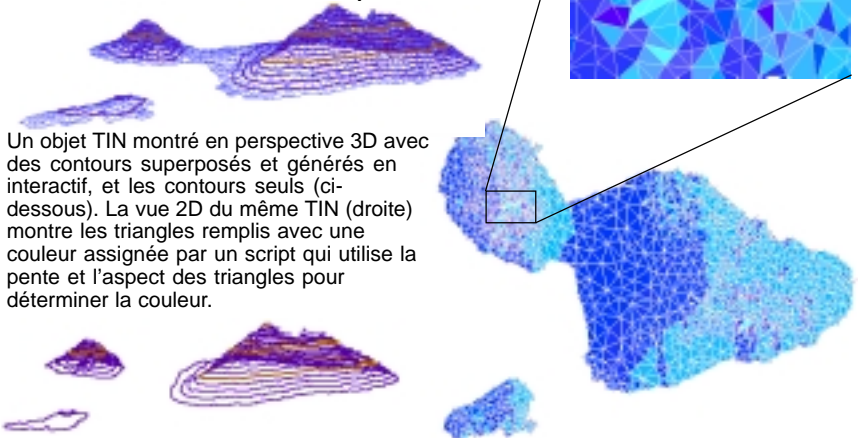 Un objet TIN montré en perspective 3D avec
des contours superposés et générés en
interactif, et les contours seuls (ci-
dessous). La vue 2D du même TIN (droite)
montre les triangles remplis avec une
couleur assignée par un script qui utilise la
pente et l'aspect des triangles pour
déterminer la couleur.